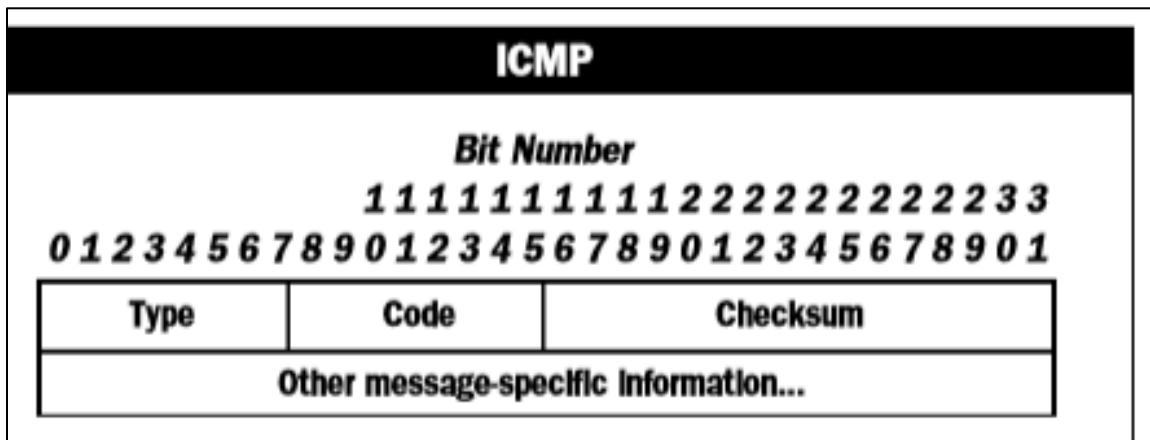 ICMP
Bit Number
1 1 1 1 1 1 1 1 1 1 2 2 2 2 2 2 2 2 2 2 3 3
0 1 2 3 4 5 6 7 8 9 0 1 2 3 4 5 6 7 8 9 0 1 2 3 4 5 6 7 8 9 0 1
Type Code Checksum
Other message-specific information...